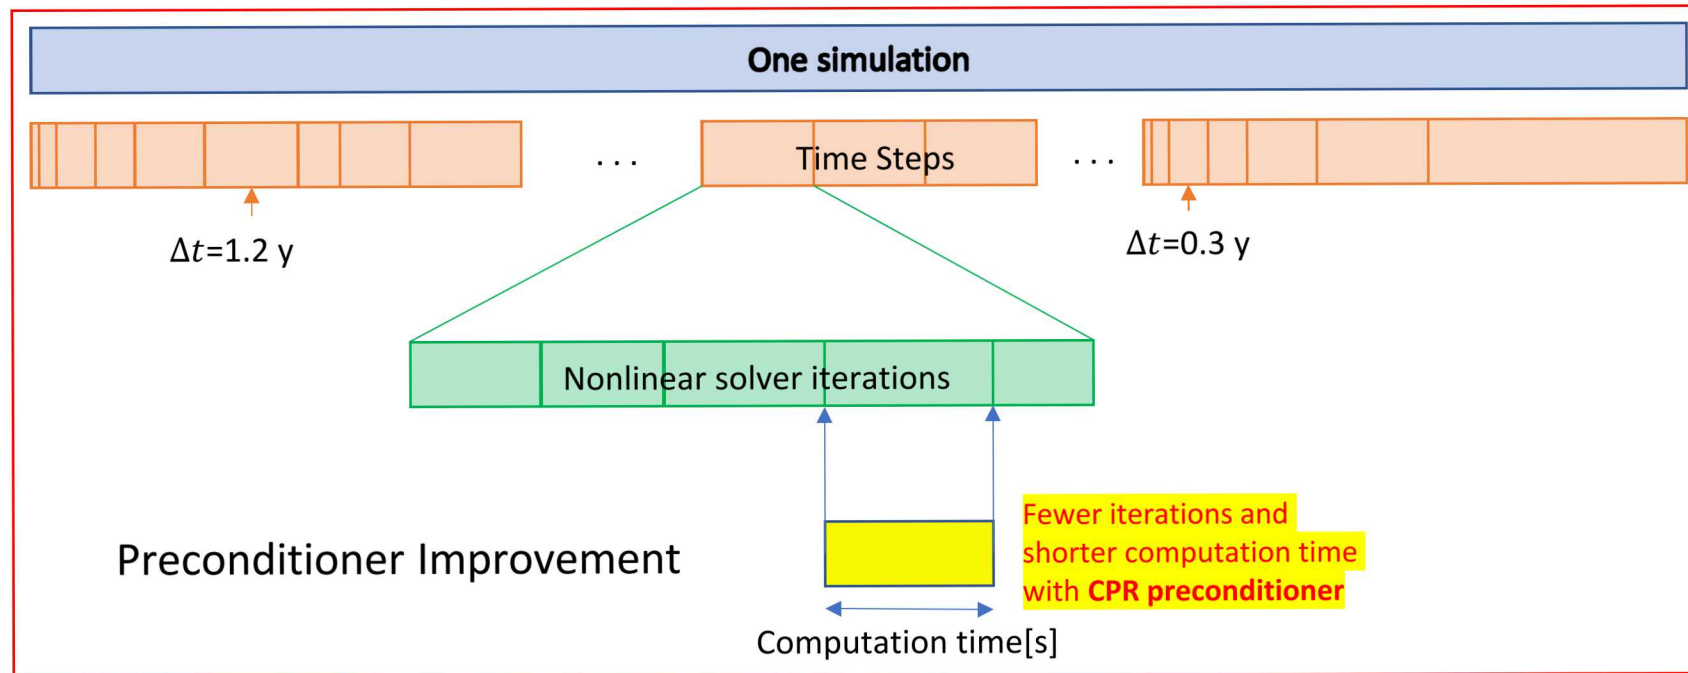 One simulation
. . .
Time Steps
. . .
Δt=1.2 y
Δt=0.3 y
Nonlinear solver iterations
Preconditioner Improvement
Fewer iterations and
shorter computation time
with CPR preconditioner
Computation time[s]